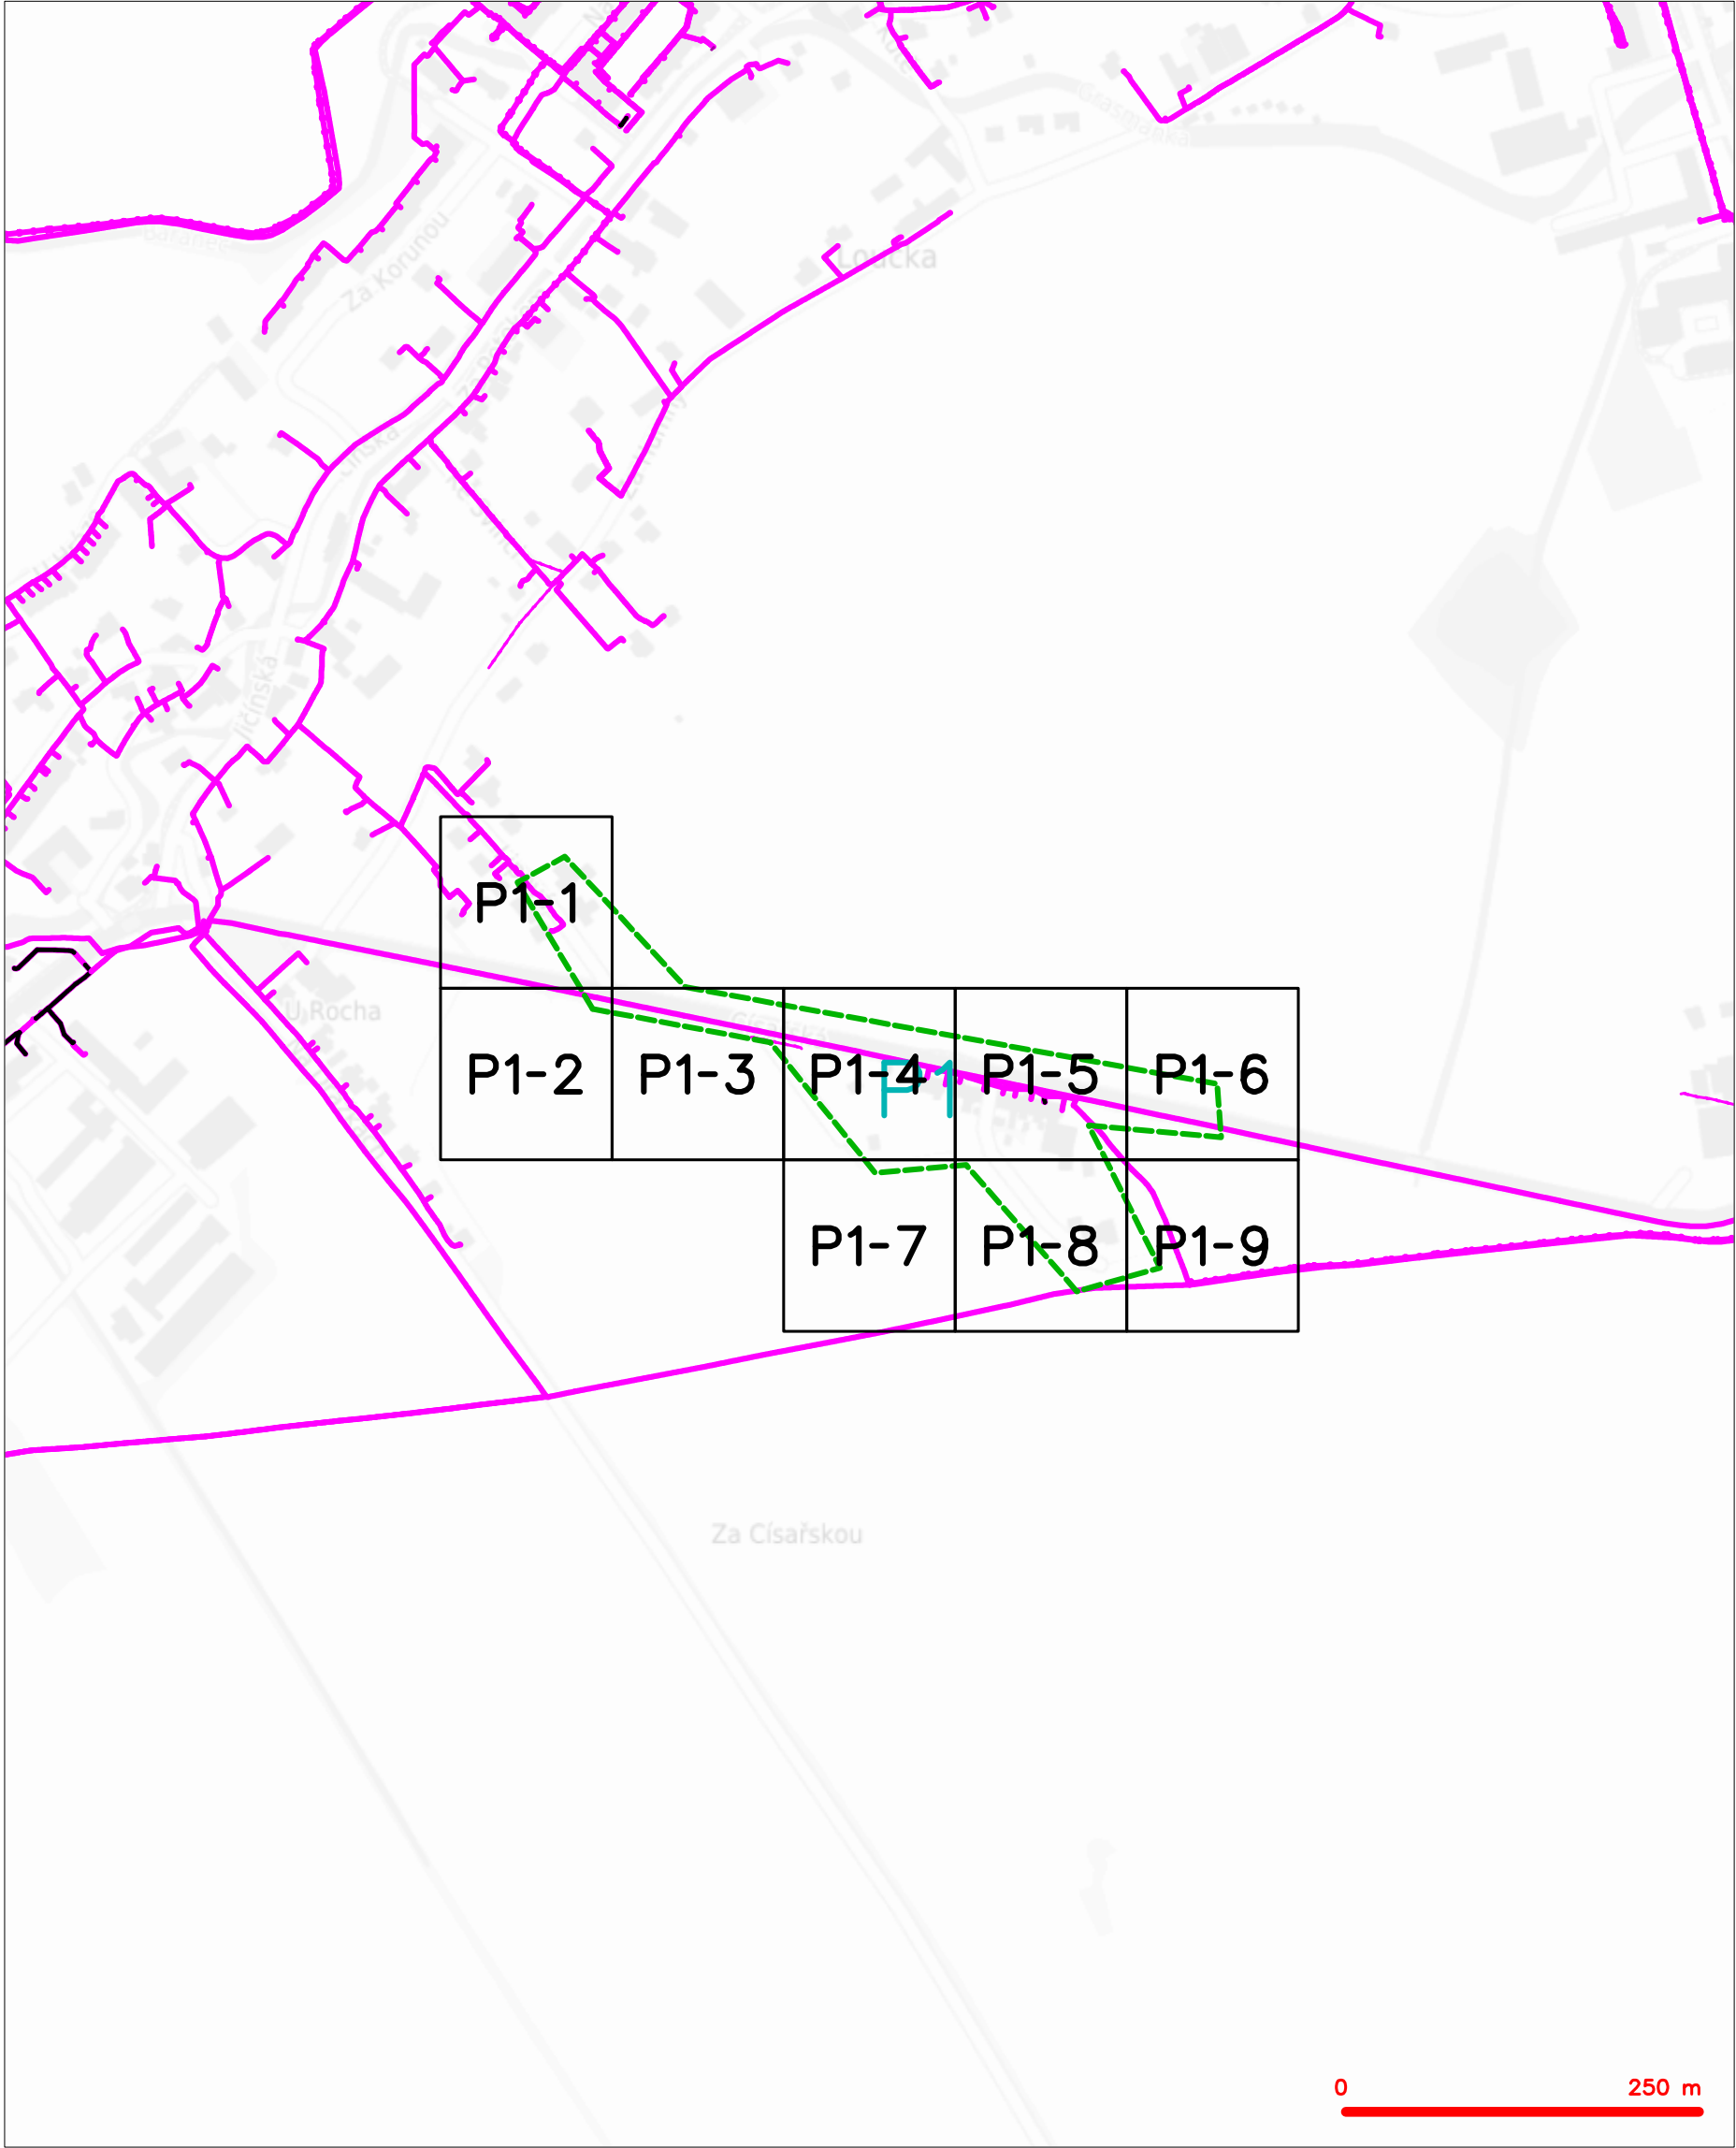 Loučka
Za Korunou
Jičínská
P1-1
U Rocha
P1-2
P1-3
P1-4
P1
P1-5
P1-6
P1-7
P1-8
P1-9
Za Císařskou
0
250 m